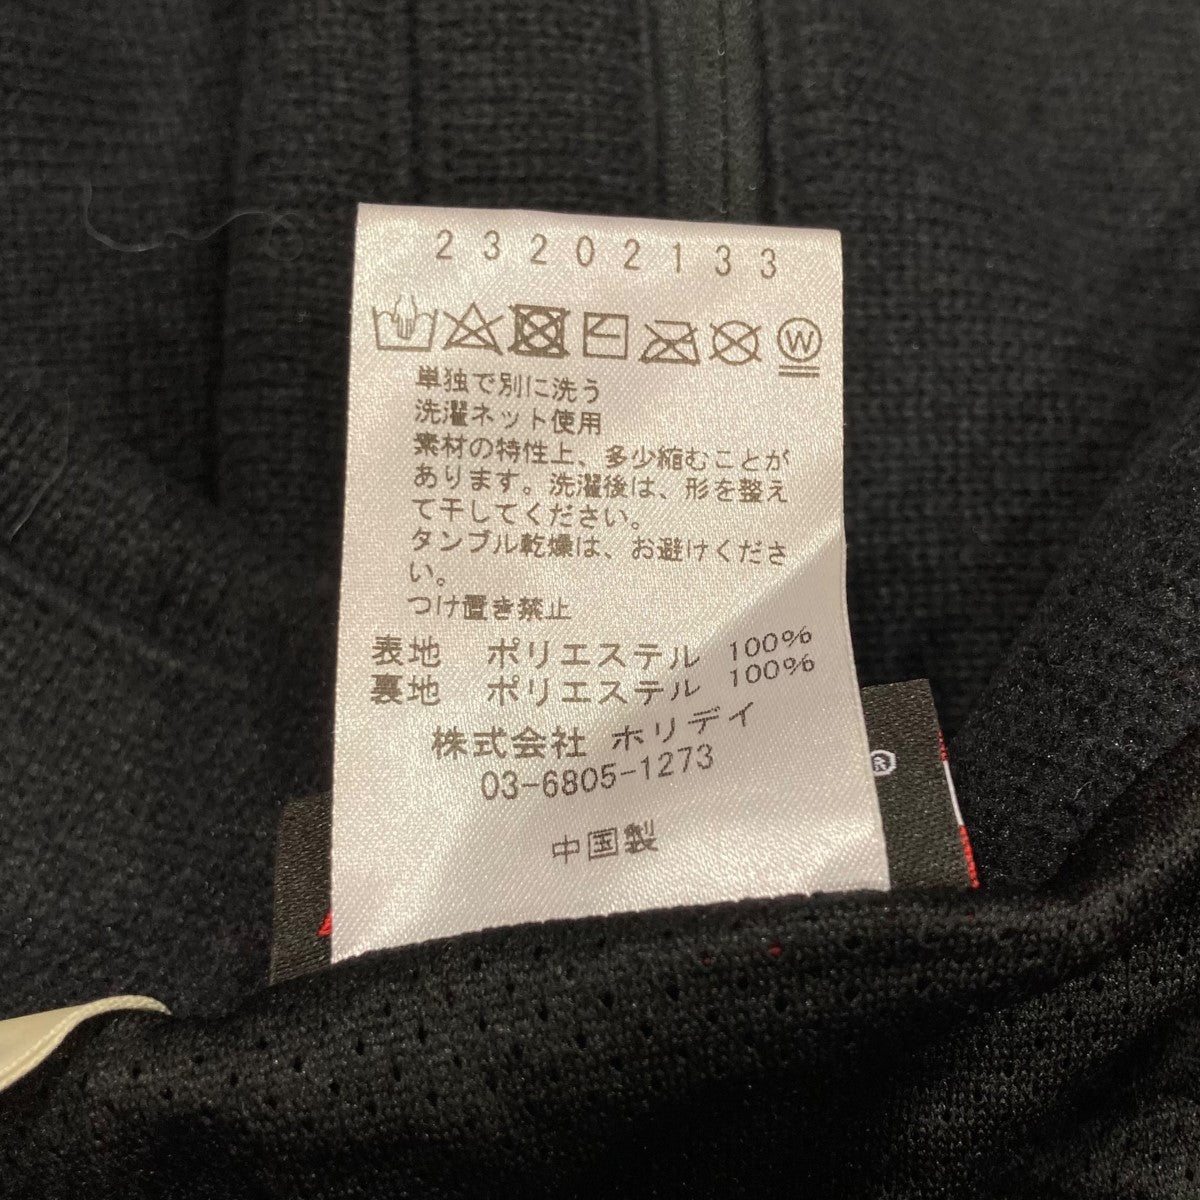 23202133
W
単独で別に洗う
洗濯ネット使用
素材の特性上、多少縮むことが
あります。洗濯後は、形を整え
て干してください。
タンブル乾燥は、お避けくださ
い。
つけ置き禁止
表地 ポリエステル 100%
裏地 ポリエステル 100%
株式会社 ホリデイ
03-6805-1273
中国製